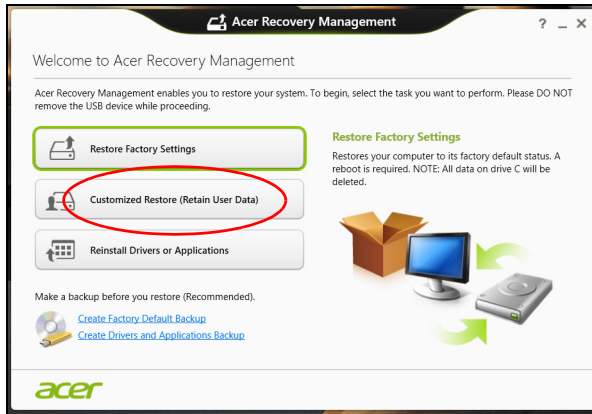 Acer Recovery Management
? _ ×
Welcome to Acer Recovery Management
Acer Recovery Management enables you to restore your system. To begin, select the task you want to perform. Please DO NOT
remove the USB device while proceeding.
Restore Factory Settings
Customized Restore (Retain User Data)
Reinstall Drivers or Applications
Restore Factory Settings
Restores your computer to its factory default status. A
reboot is required. NOTE: All data on drive C will be
deleted.
Make a backup before you restore (Recommended).
Create Factory Default Backup
Create Drivers and Applications Backup
acer